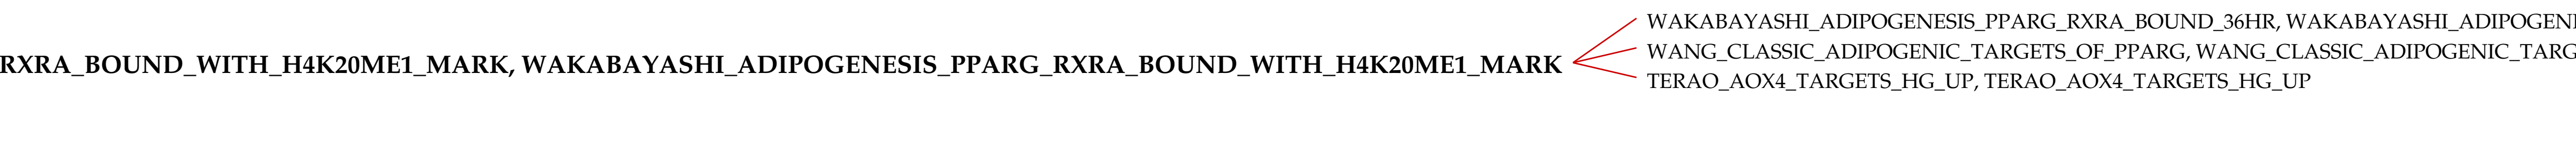 RXRA_BOUND_WITH_H4K20ME1_MARK, WAKABAYASHI_ADIPOGENESIS_PPARG_RXRA_BOUND_WITH_H4K20ME1_MARK
WAKABAYASHI_ADIPOGENESIS_PPARG_RXRA_BOUND_36HR, WAKABAYASHI_ADIPOGENE
WANG_CLASSIC_ADIPOGENIC_TARGETS_OF_PPARG, WANG_CLASSIC_ADIPOGENIC_TARG
TERAO_AOX4_TARGETS_HG_UP, TERAO_AOX4_TARGETS_HG_UP